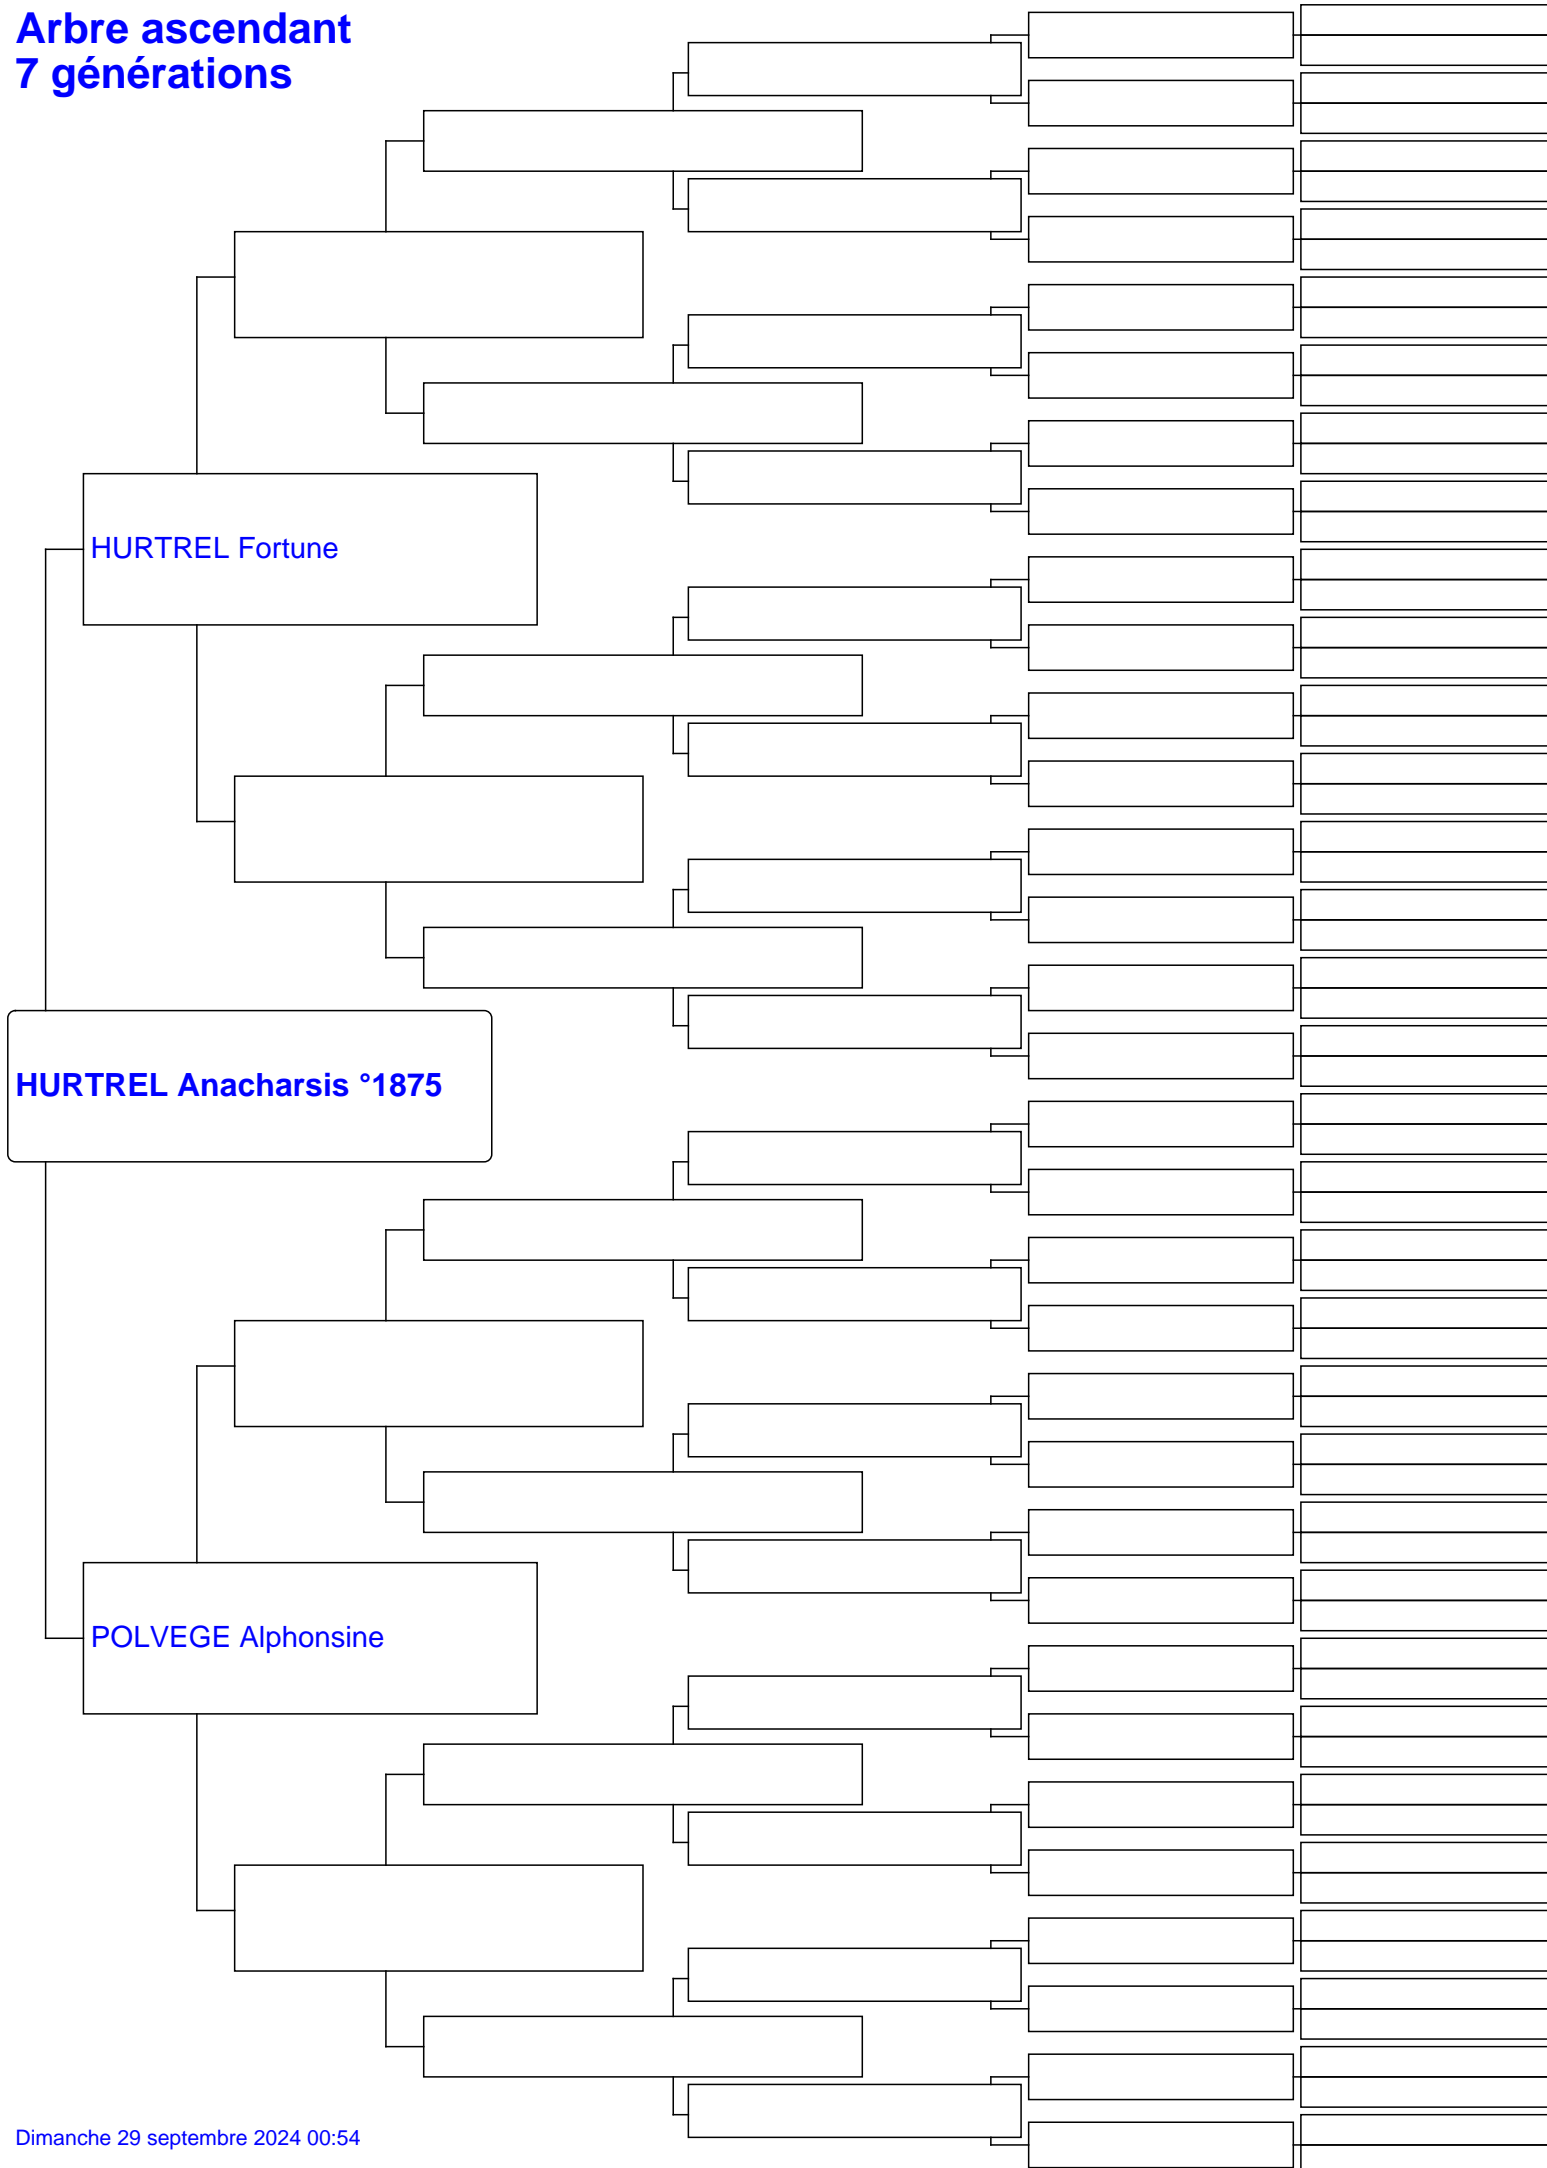 Arbre ascendant
7 générations
HURTREL Fortune
HURTREL Anacharsis °1875
POLVEGE Alphonsine
Dimanche 29 septembre 2024 00:54